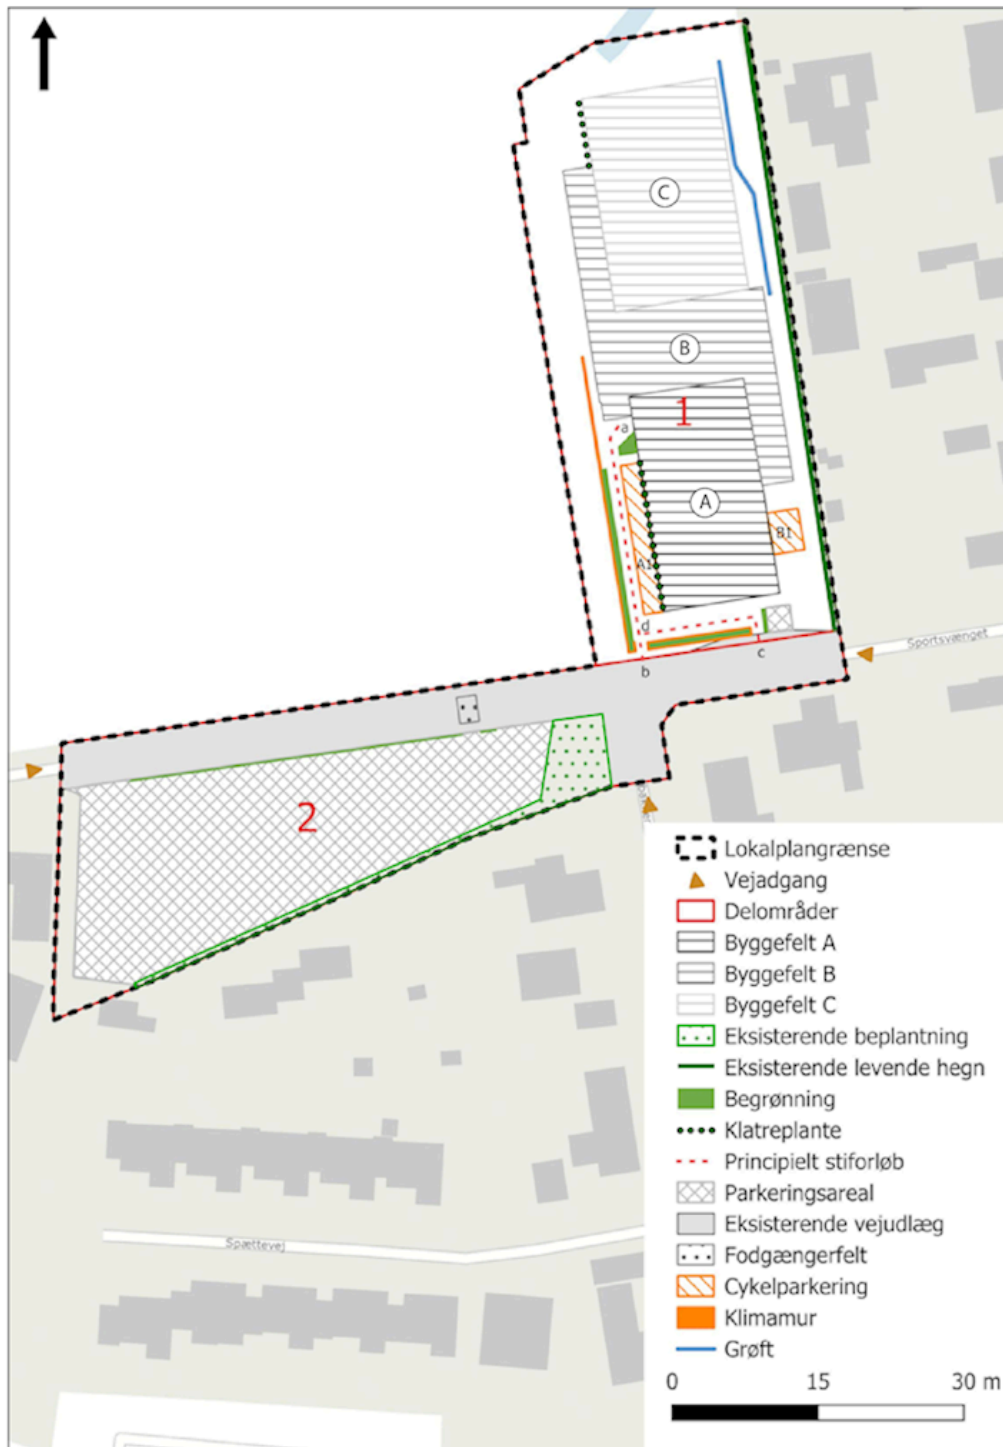 C
B
1
a
A
B1
A1
d
Sportsvænget
c
b
2
Lokalplangrænse
Vejadgang
Delområder
Byggefelt A
Byggefelt B
Byggefelt C
Eksisterende beplantning
Eksisterende levende hegn
Begrønning
Klatreplante
Principielt stiforløb
Parkeringsareal
Eksisterende vejudlæg
Fodgængerfelt
Cykelparkering
Klimamur
Grøft
0 15 30 m
Spættevej